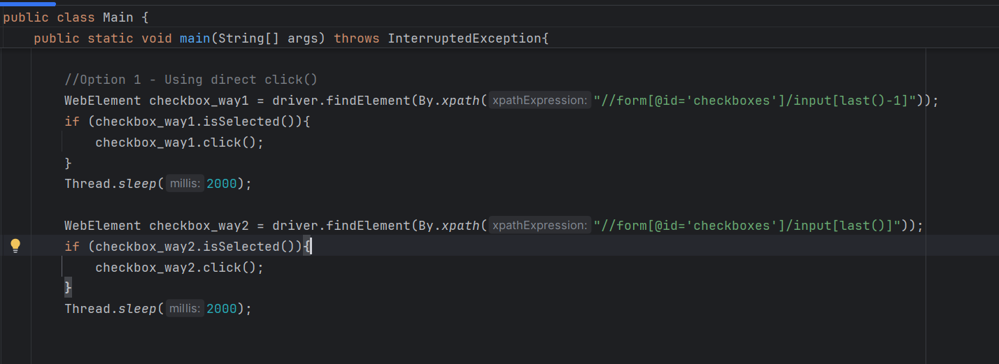 public class Main {
public static void main(String[] args) throws InterruptedException{
//Option 1 - Using direct click()
WebElement checkbox_way1 = driver.findElement(By.xpath( xpathExpression: "//form[@id='checkboxes']/input[last()-1]"));
if (checkbox_way1.isSelected()){
checkbox_way1.click();
}
Thread.sleep( millis: 2000);
WebElement checkbox_way2 = driver.findElement(By.xpath( xpathExpression: "//form[@id='checkboxes']/input[last()]"));
if (checkbox_way2.isSelected()){
checkbox_way2.click();
}
Thread.sleep( millis: 2000);